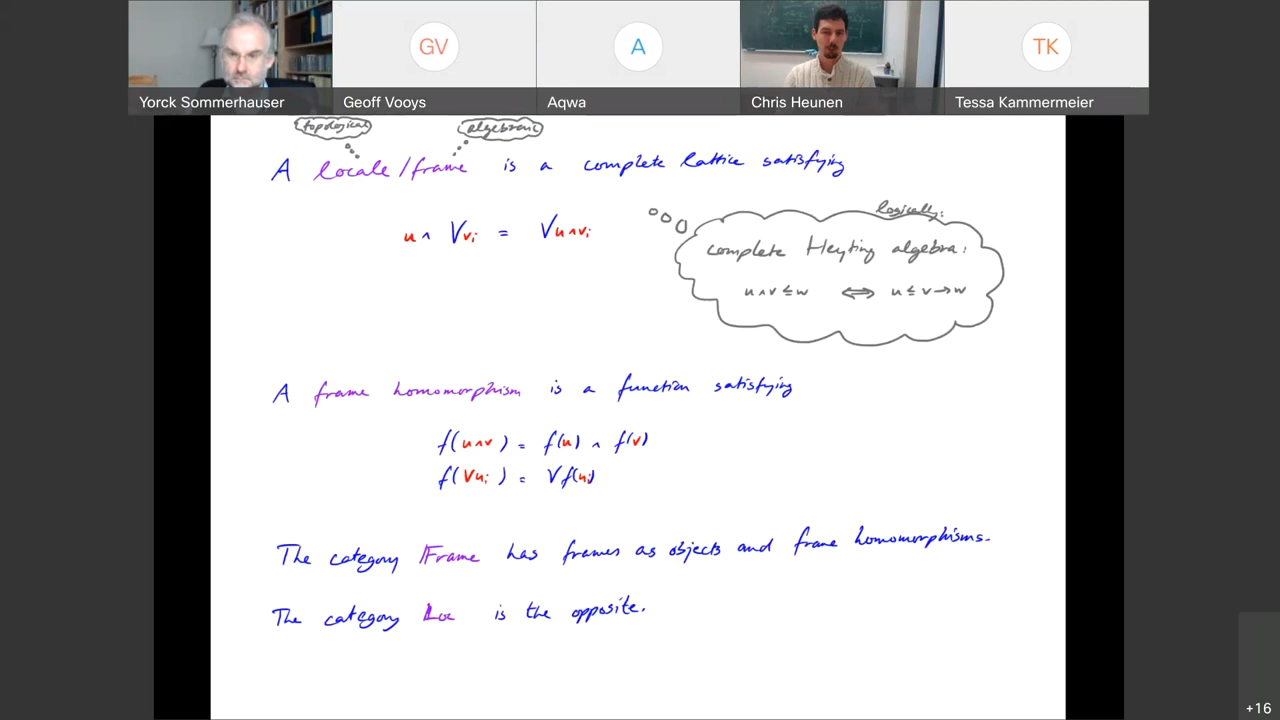 GV
A
TK
Yorck Sommerhauser
Geoff Vooys
Aqwa
Chris Heunen
Tessa Kammermeier
topological
algebraic
A locale/frame is a complete lattice satisfying
u ∧ ⋁vᵢ = ⋁u∧vᵢ
logically:
complete Heyting algebra:
u∧v ≤ w ⟺ u ≤ v→w
A frame homomorphism is a function satisfying
f(u∧v) = f(u) ∧ f(v)
f(⋁uᵢ) = ⋁f(uᵢ)
The category Frame has frames as objects and frame homomorphisms.
The category Loc is the opposite.
+16